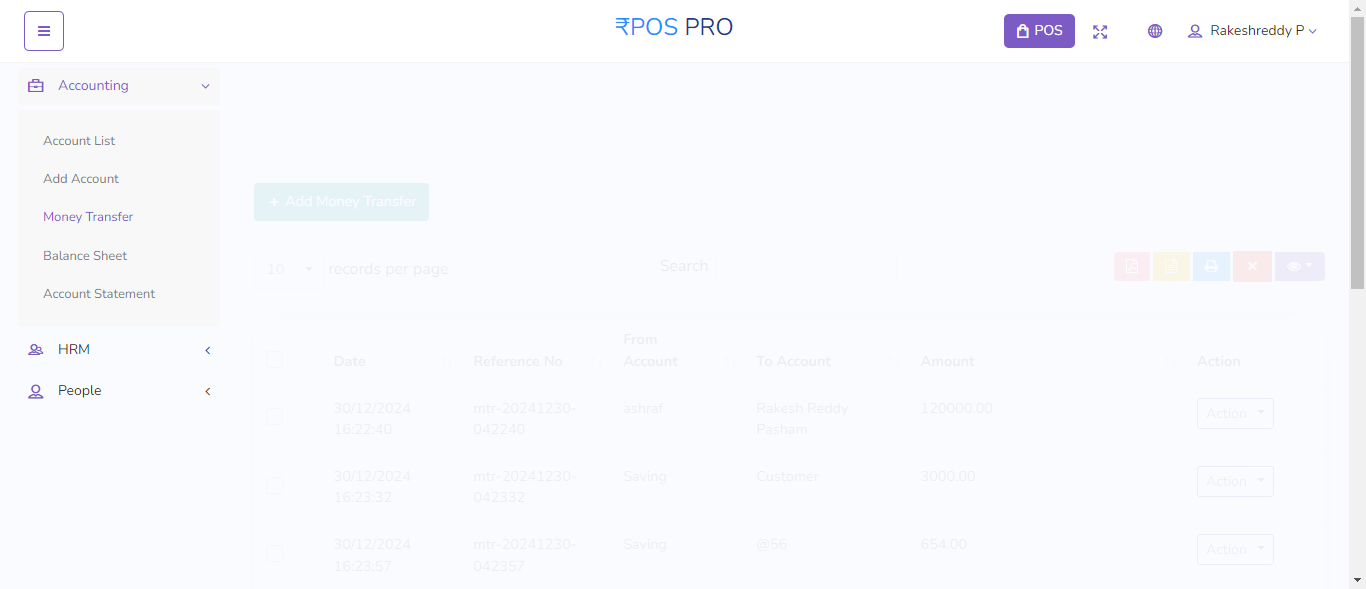 ₹POS PRO
POS
Rakeshreddy P
Accounting
Account List
Add Account
Money Transfer
Balance Sheet
Account Statement
HRM
People
+ Add Money Transfer
10 records per page
Search
Date Reference No From Account To Account Amount Action
30/12/2024 16:22:40 mtr-20241230-042240 ashraf Rakesh Reddy Pasham 120000.00 Action
30/12/2024 16:23:32 mtr-20241230-042332 Saving Customer 3000.00 Action
30/12/2024 16:23:57 mtr-20241230-042357 Saving @56 654.00 Action